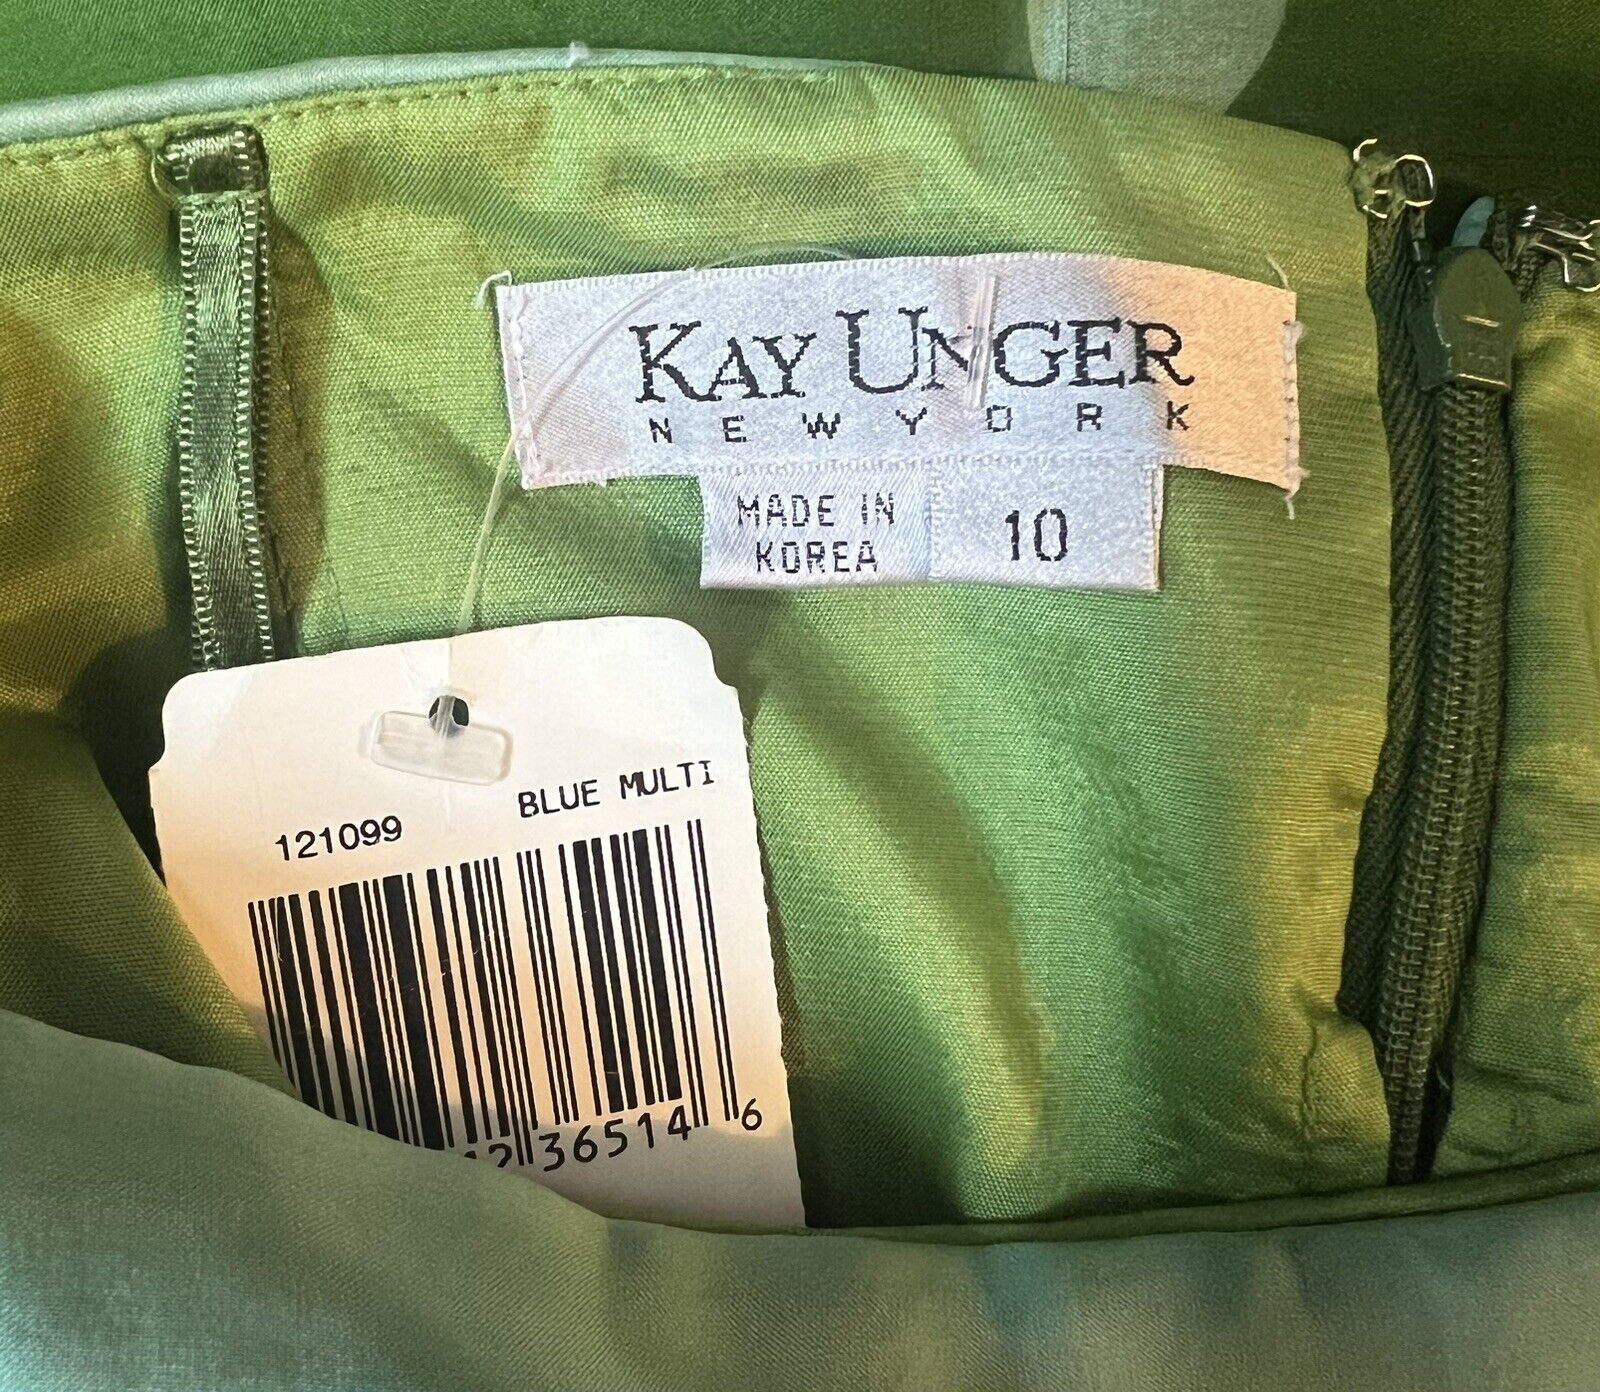 KAY UNGER
NEW YORK
MADE IN
KOREA
10
BLUE MULTI
121099
36514 6